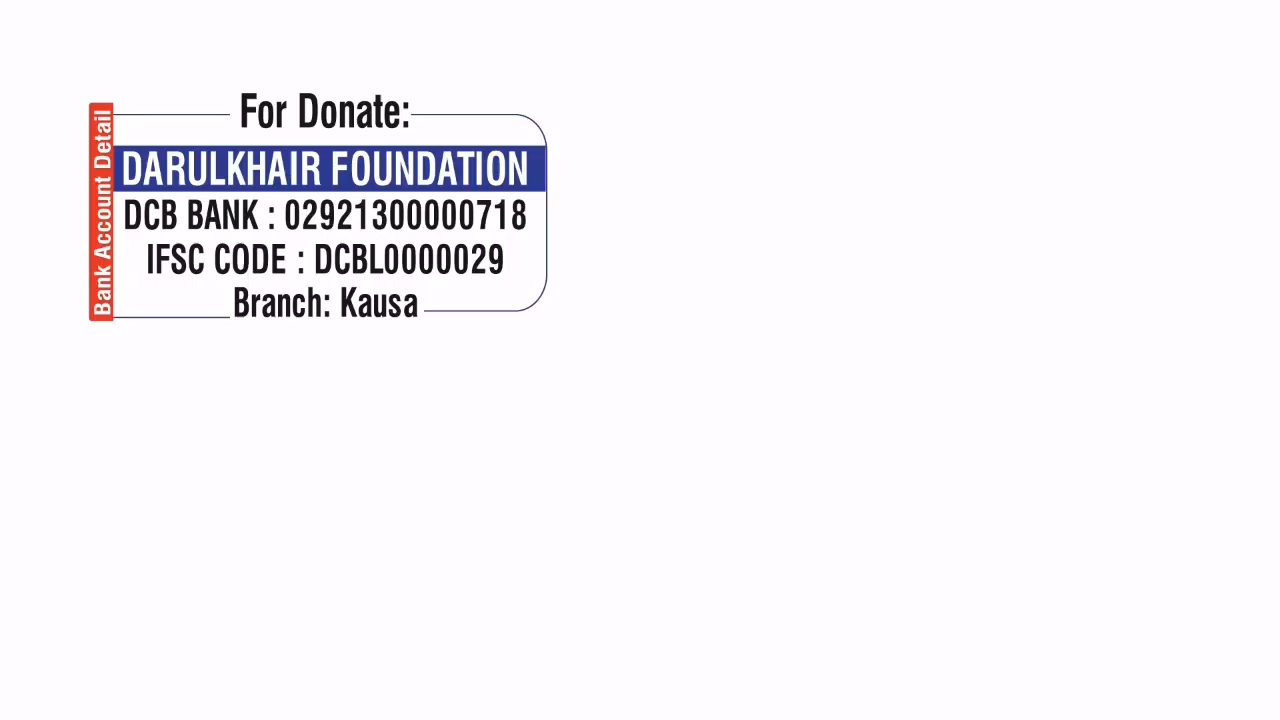 For Donate:
Bank Account Detail
DARULKHAIR FOUNDATION
DCB BANK : 02921300000718
IFSC CODE : DCBL0000029
Branch: Kausa